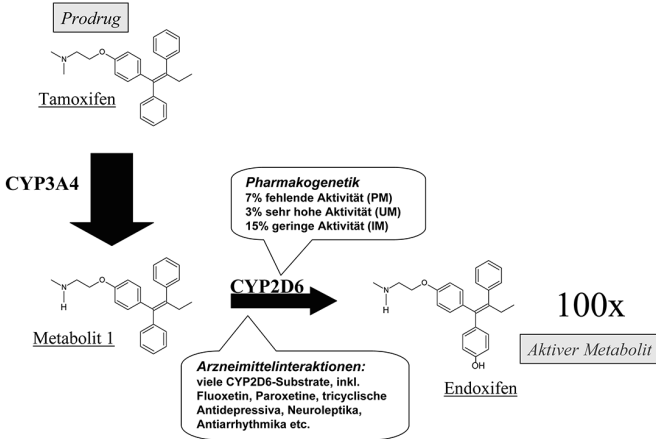 Prodrug
N
O
Tamoxifen
CYP3A4
Pharmakogenetik
7% fehlende Aktivität (PM)
3% sehr hohe Aktivität (UM)
15% geringe Aktivität (IM)
N
H
O
Metabolit 1
CYP2D6
N
H
O
OH
Endoxifen
100x
Aktiver Metabolit
Arzneimittelinteraktionen:
viele CYP2D6-Substrate, inkl.
Fluoxetin, Paroxetine, tricyclische
Antidepressiva, Neuroleptika,
Antiarrhythmika etc.